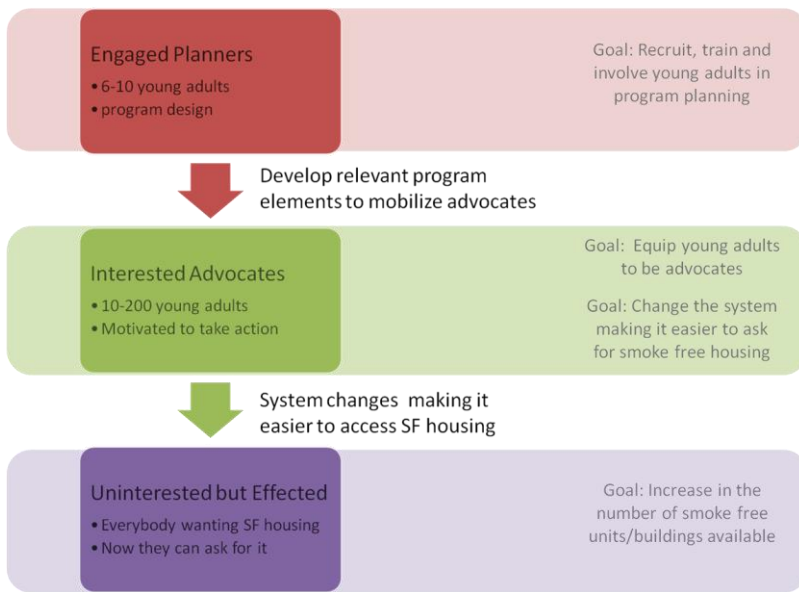 Engaged Planners
• 6-10 young adults
• program design
Goal: Recruit, train and
involve young adults in
program planning
Develop relevant program
elements to mobilize advocates
Interested Advocates
• 10-200 young adults
• Motivated to take action
Goal: Equip young adults
to be advocates
Goal: Change the system
making it easier to ask
for smoke free housing
System changes making it
easier to access SF housing
Uninterested but Effected
• Everybody wanting SF housing
• Now they can ask for it
Goal: Increase in the
number of smoke free
units/buildings available